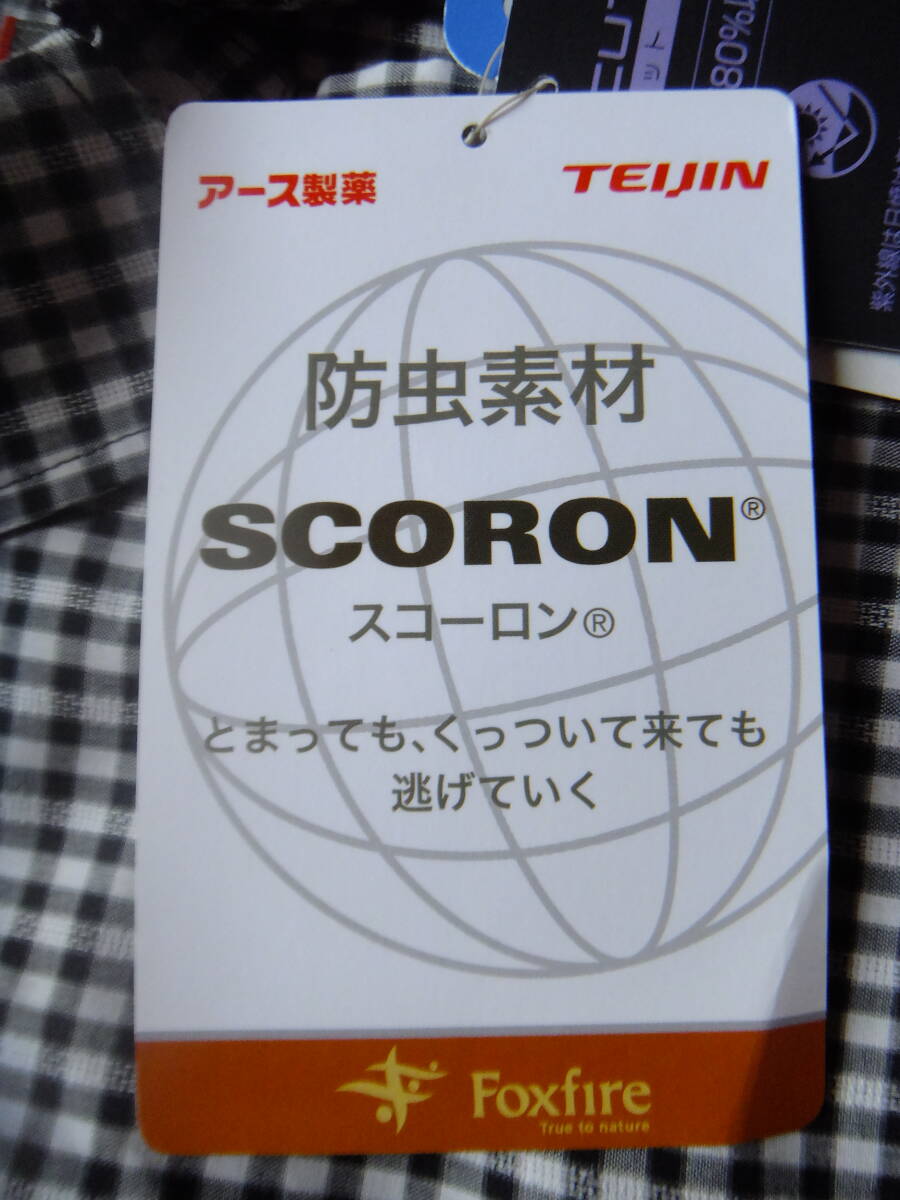 アース製薬
TEIJIN
防虫素材
SCORON®
スコーロン®
とまっても、くっついて来ても
逃げていく
Foxfire
True to nature